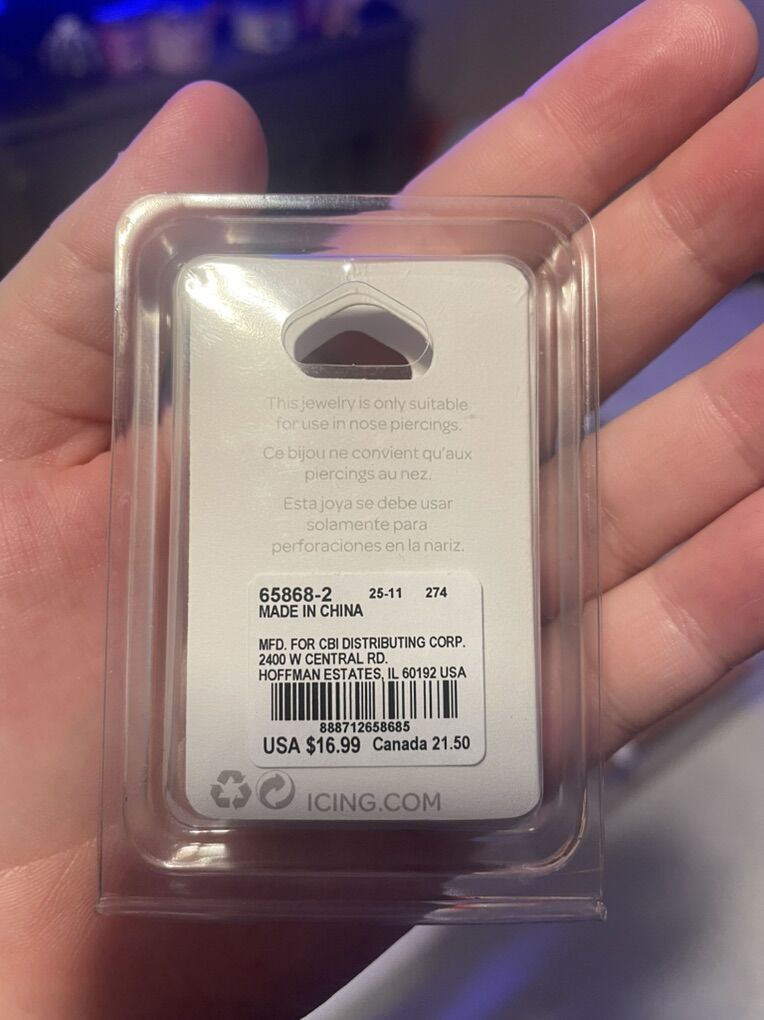 This jewelry is only suitable
for use in nose piercings.
Ce bijou ne convient qu'aux
piercings au nez.
Esta joya se debe usar
solamente para
perforaciones en la nariz.
65868-2 25-11 274
MADE IN CHINA
MFD. FOR CBI DISTRIBUTING CORP.
2400 W CENTRAL RD.
HOFFMAN ESTATES, IL 60192 USA
888712658685
USA $16.99 Canada 21.50
ICING.COM